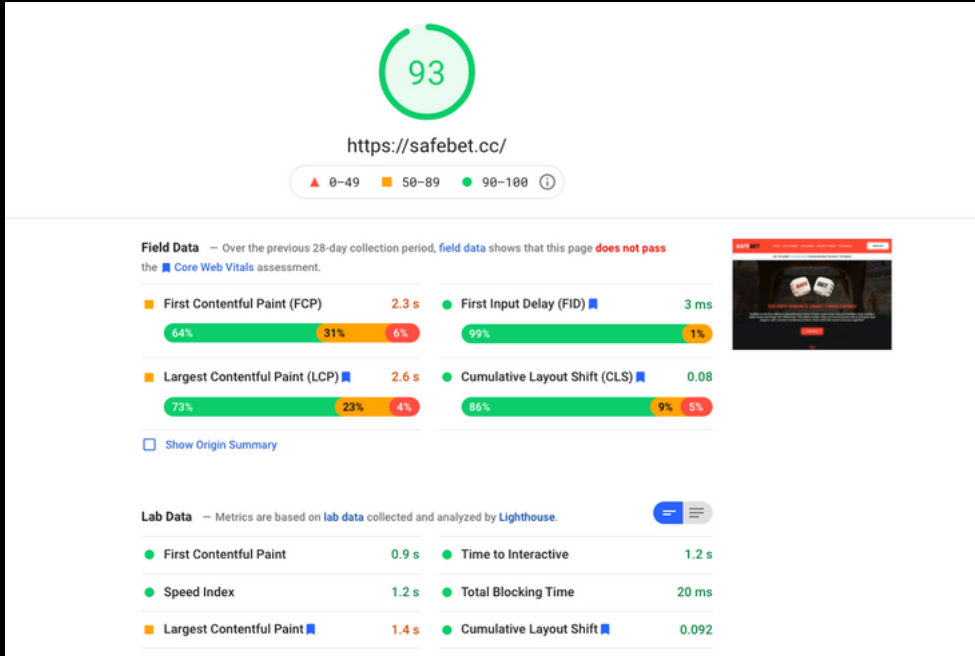 93
https://safebet.cc/
0–49 50–89 90–100
Field Data — Over the previous 28-day collection period, field data shows that this page does not pass
the Core Web Vitals assessment.
First Contentful Paint (FCP) 2.3 s
64% 31% 6%
First Input Delay (FID) 3 ms
99% 1%
Largest Contentful Paint (LCP) 2.6 s
73% 23% 4%
Cumulative Layout Shift (CLS) 0.08
86% 9% 5%
Show Origin Summary
SAFEBET
SAFE BET
Lab Data — Metrics are based on lab data collected and analyzed by Lighthouse.
First Contentful Paint 0.9 s
Time to Interactive 1.2 s
Speed Index 1.2 s
Total Blocking Time 20 ms
Largest Contentful Paint 1.4 s
Cumulative Layout Shift 0.092